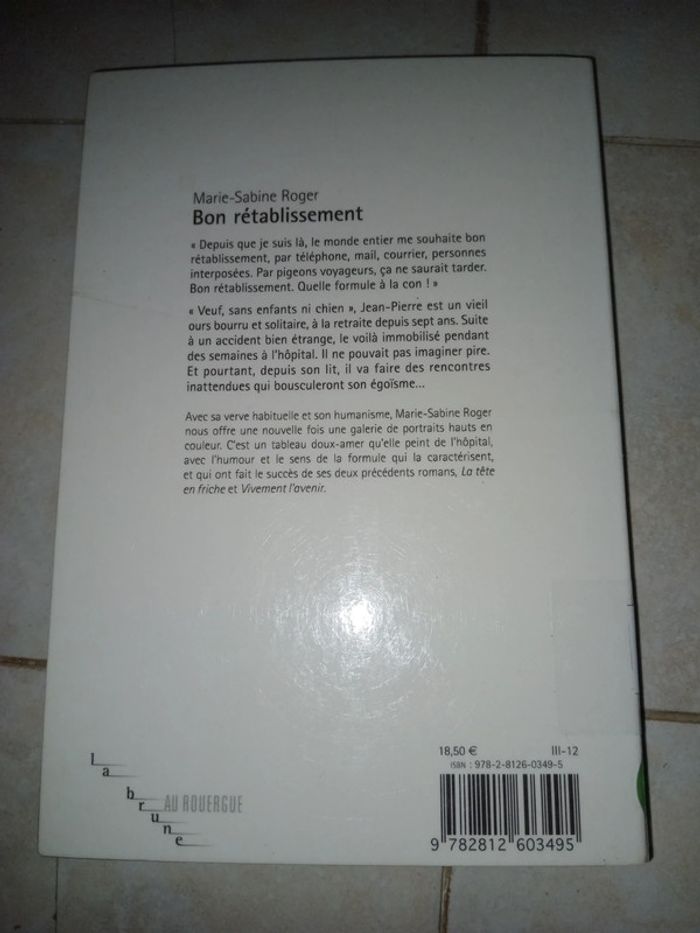 Marie-Sabine Roger
Bon rétablissement
« Depuis que je suis là, le monde entier me souhaite bon
rétablissement, par téléphone, mail, courrier, personnes
interposées. Par pigeons voyageurs, ça ne saurait tarder.
Bon rétablissement. Quelle formule à la con ! »
« Veuf, sans enfants ni chien », Jean-Pierre est un vieil
ours bourru et solitaire, à la retraite depuis sept ans. Suite
à un accident bien étrange, le voilà immobilisé pendant
des semaines à l'hôpital. Il ne pouvait pas imaginer pire.
Et pourtant, depuis son lit, il va faire des rencontres
inattendues qui bousculeront son égoïsme...
Avec sa verve habituelle et son humanisme, Marie-Sabine Roger
nous offre une nouvelle fois une galerie de portraits hauts en
couleur. C'est un tableau doux-amer qu'elle peint de l'hôpital,
avec l'humour et le sens de la formule qui la caractérisent,
et qui ont fait le succès de ses deux précédents romans, La tête
en friche et Vivement l'avenir.
la brune
AU ROUERGUE
18,50 € III-12
ISBN : 978-2-8126-0349-5
9 782812 603495